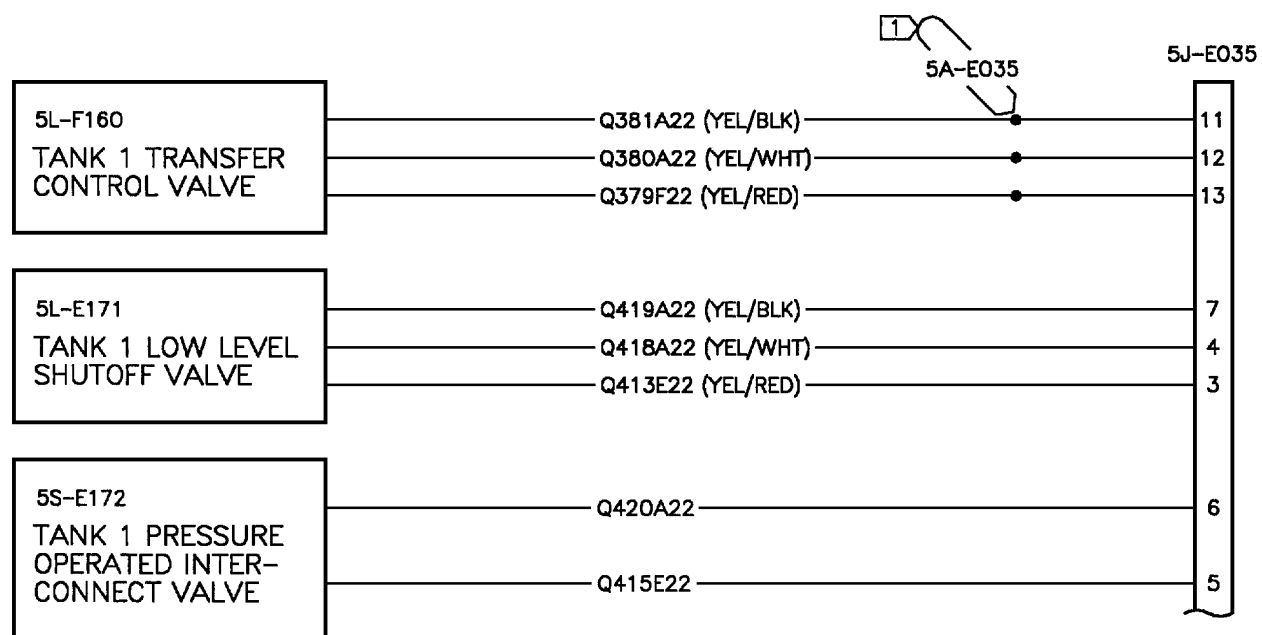 1
5A-E035
5J-E035
5L-F160
TANK 1 TRANSFER
CONTROL VALVE
Q381A22 (YEL/BLK)
11
Q380A22 (YEL/WHT)
12
Q379F22 (YEL/RED)
13
5L-E171
TANK 1 LOW LEVEL
SHUTOFF VALVE
Q419A22 (YEL/BLK)
7
Q418A22 (YEL/WHT)
4
Q413E22 (YEL/RED)
3
5S-E172
TANK 1 PRESSURE
OPERATED INTER-
CONNECT VALVE
Q420A22
6
Q415E22
5